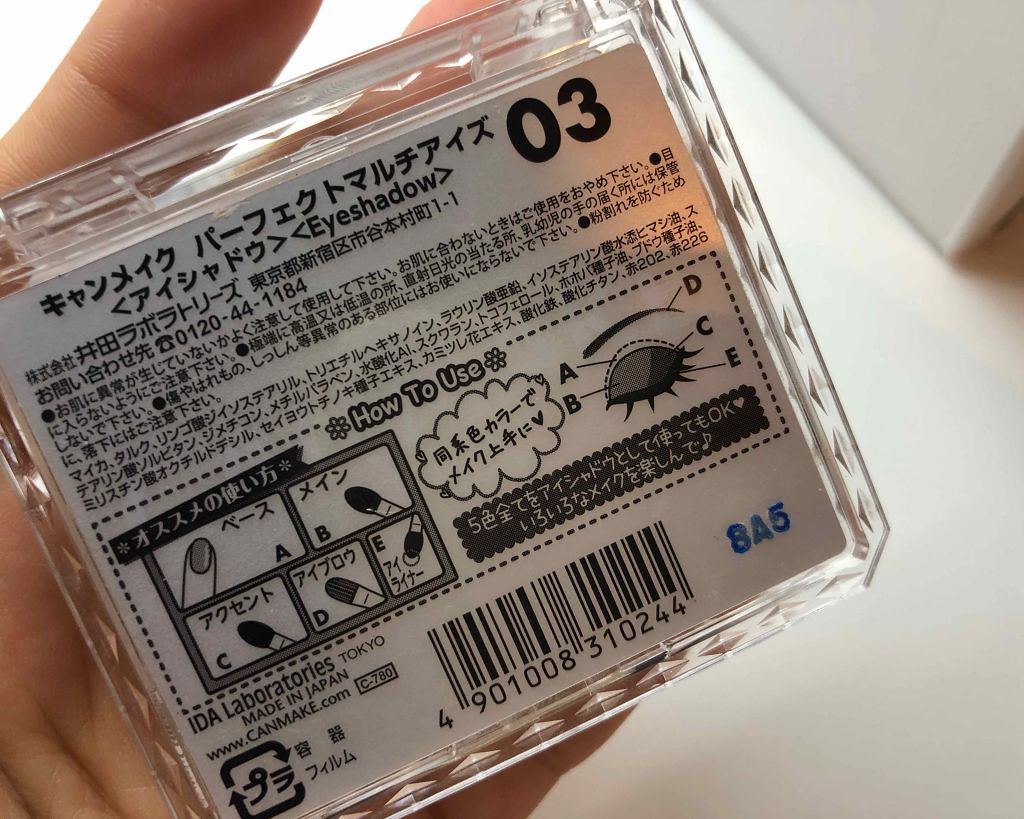 キャンメイク パーフェクトマルチアイズ
<アイシャドウ><Eyeshadow>
03
株式会社 井田ラボラトリーズ 東京都新宿区市谷本村町1-1
お問い合わせ先 ☎0120-44-1184
●お肌に異常が生じていないかよく注意して使用して下さい。お肌に合わないときはご使用をおやめ下さい。●目
に入らないようにご注意下さい。●極端に高温又は低温の所、直射日光の当たる所、乳幼児の手の届く所には保管
しないで下さい。●傷やはれもの、しっしん等異常のある部位にはお使いにならないで下さい。●粉割れを防ぐため
に、落下にはご注意下さい。
マイカ、タルク、リンゴ酸ジイソステアリル、トリエチルヘキサノイン、ラウリン酸亜鉛、イソステアリン酸水添ヒマシ油、ス
テアリン酸ソルビタン、ジメチコン、メチルパラベン、水酸化Al、スクワラン、トコフェロール、ホホバ種子油、ブドウ種子油、
ミリスチン酸オクチルドデシル、セイヨウトチノキ種子エキス、カミツレ花エキス、酸化鉄、酸化チタン、赤202、赤226
How To Use
*オススメの使い方*
ベース
A
メイン
B
アクセント
C
アイブロウ
D
アイライナー
E
同系色カラーで
メイク上手に♥
A
B
D
C
E
5色全てをアイシャドウとして使ってもOK♥
いろいろなメイクを楽しんで♪
IDA Laboratories TOKYO
MADE IN JAPAN
www.CANMAKE.com C-780
プラ
容器
フィルム
4 901008 310244
8A5